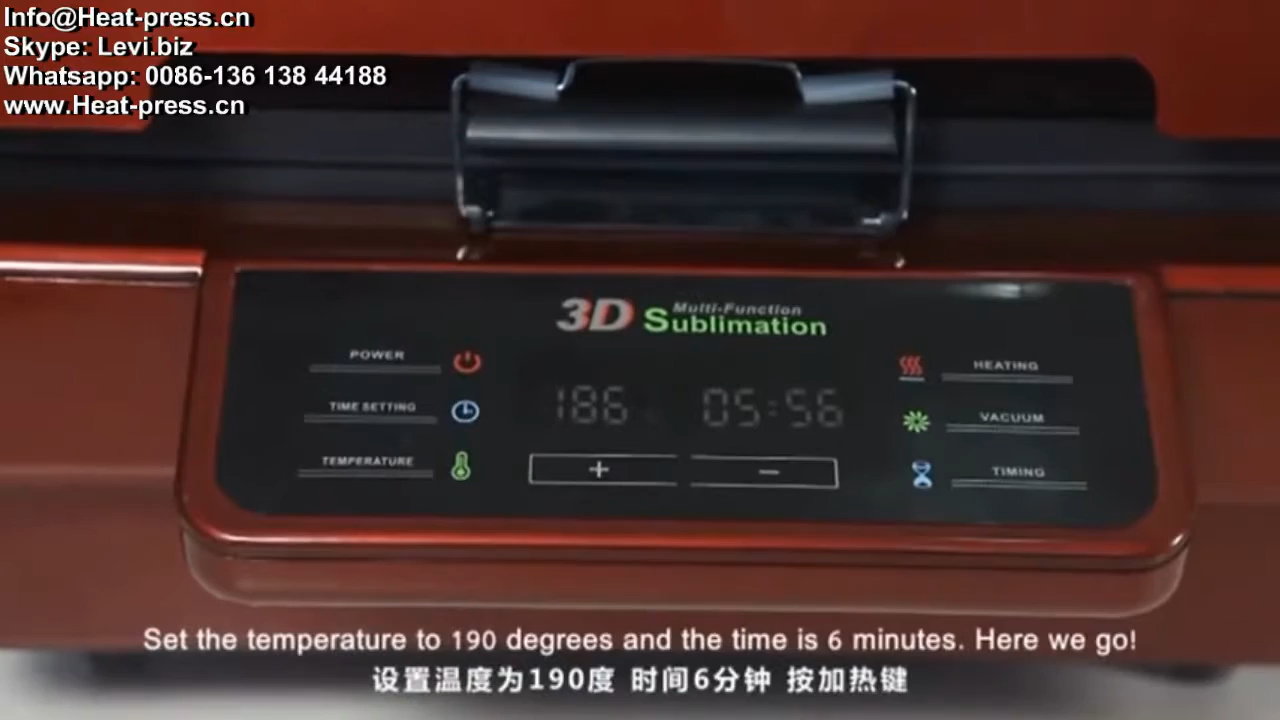 Info@Heat-press.cn
Skype: Levi.biz
Whatsapp: 0086-136 138 44188
www.Heat-press.cn
3D Multi-Function
Sublimation
POWER
HEATING
TIME SETTING
186
05:56
VACUUM
TEMPERATURE
+
−
TIMING
Set the temperature to 190 degrees and the time is 6 minutes. Here we go!
设置温度为190度 时间6分钟 按加热键